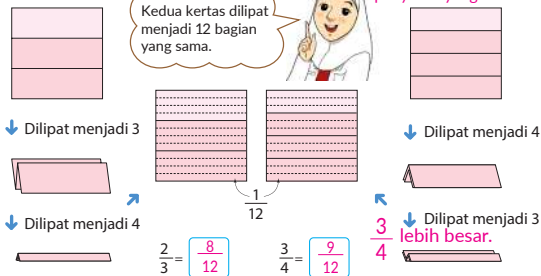 Kedua kertas dilipat
menjadi 12 bagian
yang sama.
Dilipat menjadi 3
Dilipat menjadi 4
Dilipat menjadi 4
Dilipat menjadi 3
1/12
2/3 = 8/12
3/4 = 9/12
3/4 lebih besar.